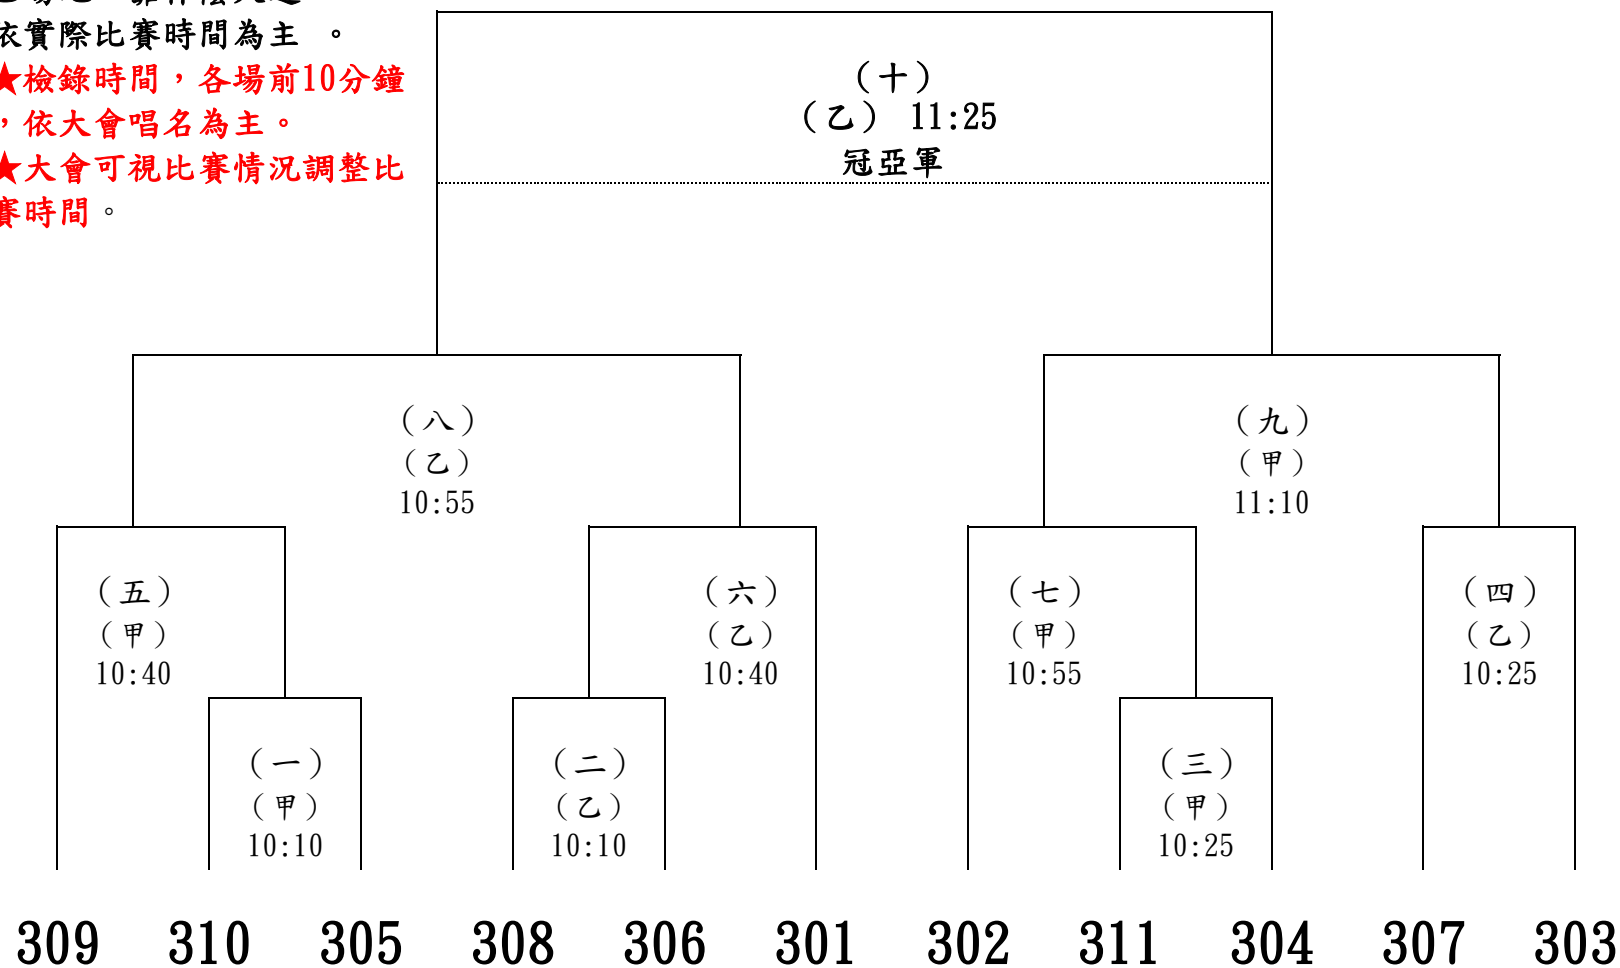 依實際比賽時間為主 。
★檢錄時間，各場前10分鐘
，依大會唱名為主。
★大會可視比賽情況調整比
賽時間。
（十）
（乙） 11:25
冠亞軍
（八）
（乙）
10:55
（九）
（甲）
11:10
（五）
（甲）
10:40
（六）
（乙）
10:40
（七）
（甲）
10:55
（四）
（乙）
10:25
（一）
（甲）
10:10
（二）
（乙）
10:10
（三）
（甲）
10:25
309 310 305 308 306 301 302 311 304 307 303